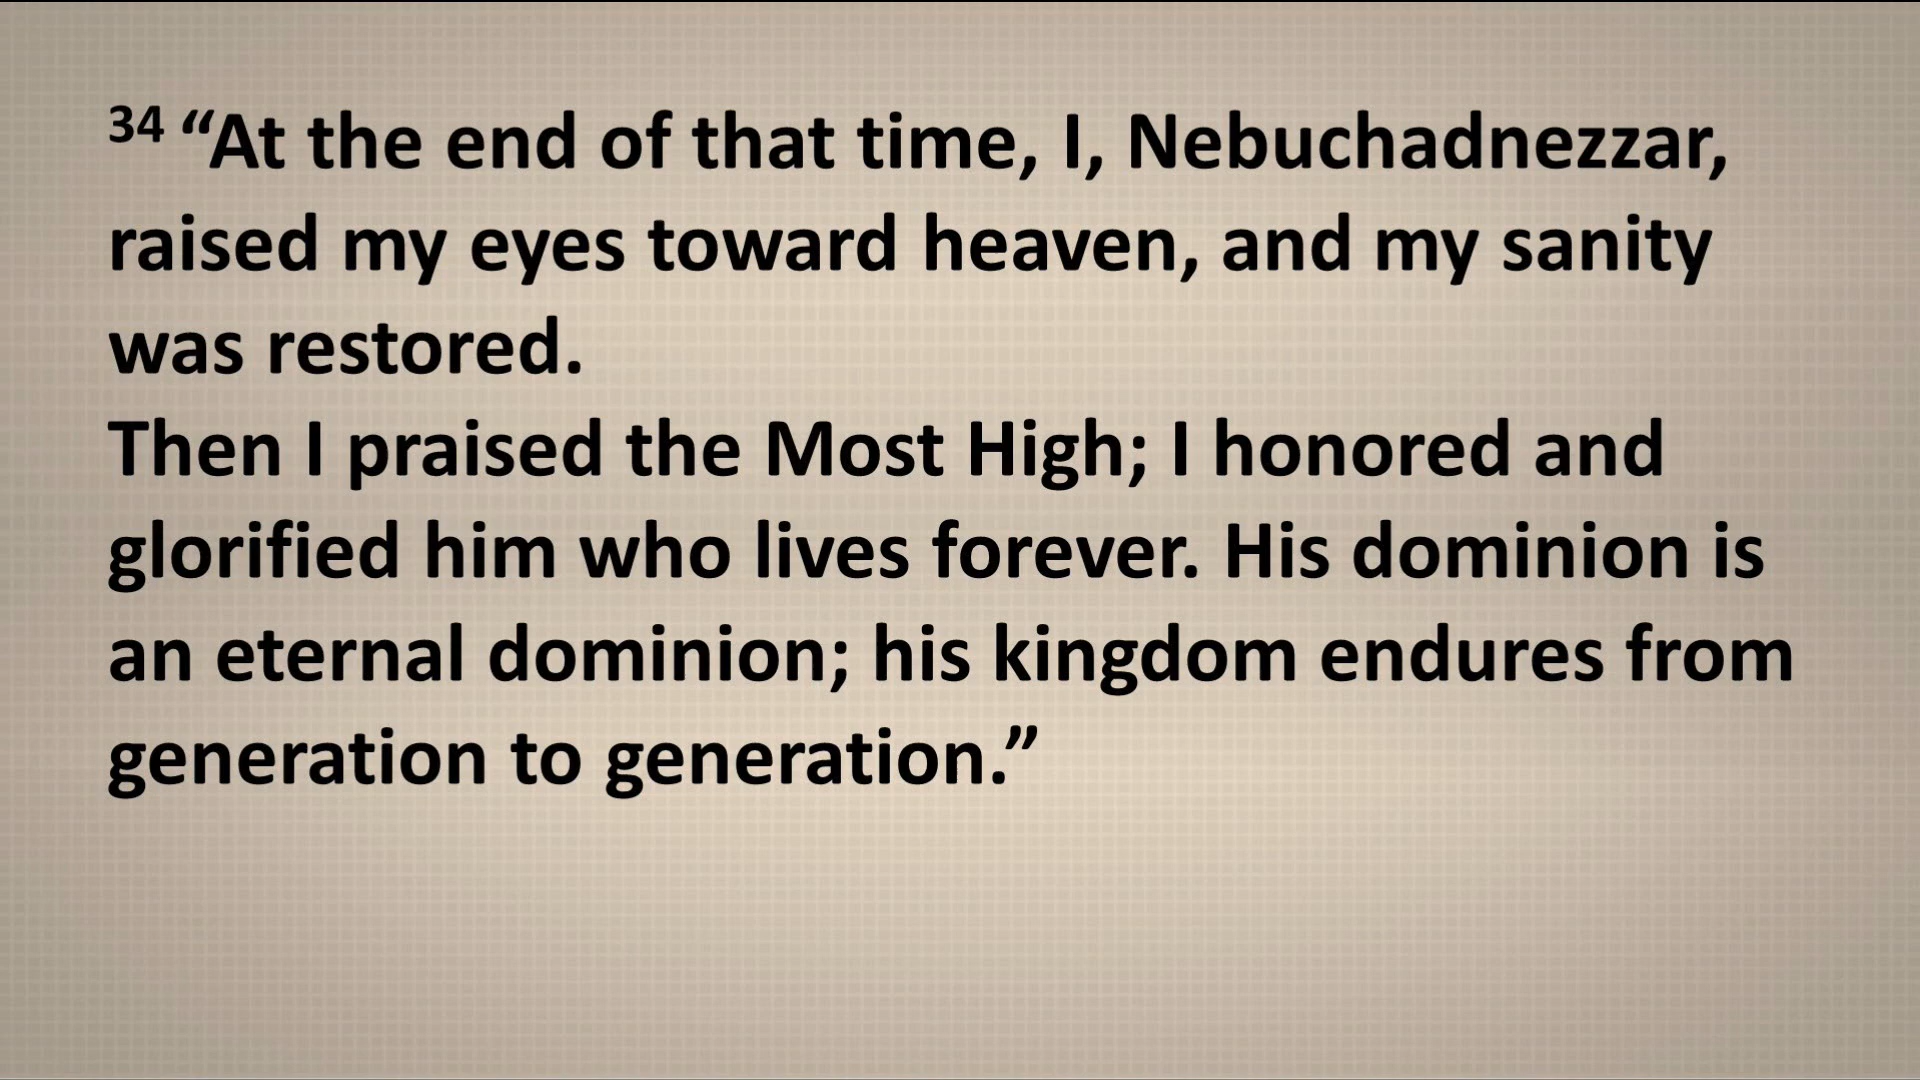 34 “At the end of that time, I, Nebuchadnezzar,
raised my eyes toward heaven, and my sanity
was restored.
Then I praised the Most High; I honored and
glorified him who lives forever. His dominion is
an eternal dominion; his kingdom endures from
generation to generation.”